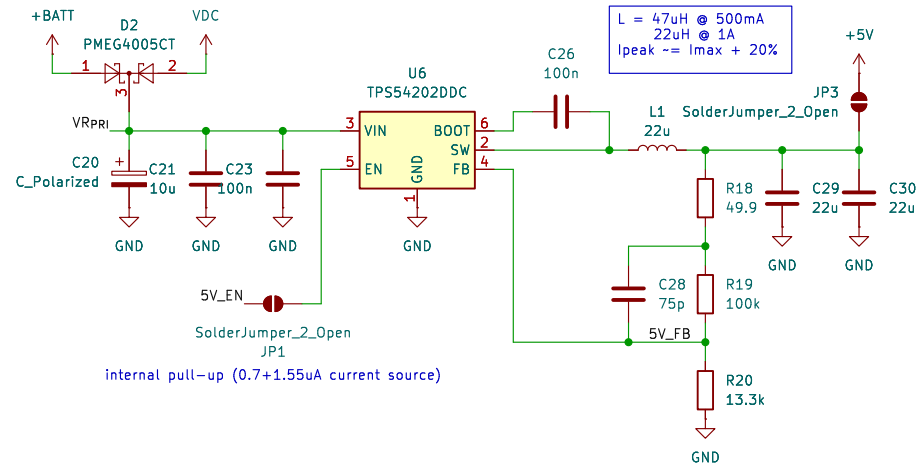 +BATT
D2
VDC
PMEG4005CT
1
2
3
L = 47uH @ 500mA
22uH @ 1A
Ipeak ~= Imax + 20%
+5V
C26
100n
U6
TPS54202DDC
JP3
SolderJumper_2_Open
L1
22u
VRPRI
3
VIN
BOOT
6
SW
2
5
EN
FB
4
GND
1
C20
C_Polarized
+
C21
10u
C23
100n
R18
49.9
C29
22u
C30
22u
GND
GND
GND
GND
GND
GND
C28
75p
R19
100k
5V_EN
SolderJumper_2_Open
JP1
5V_FB
internal pull-up (0.7+1.55uA current source)
R20
13.3k
GND